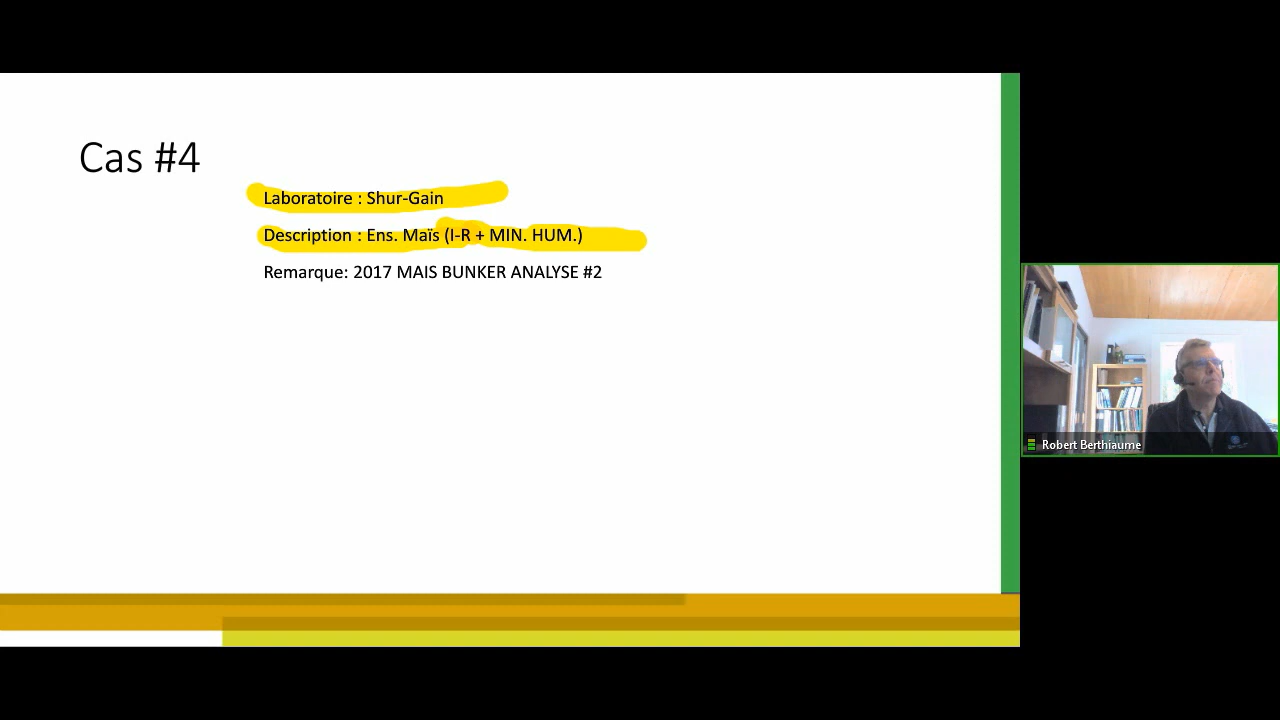 Cas #4
Laboratoire : Shur-Gain
Description : Ens. Maïs (I-R + MIN. HUM.)
Remarque: 2017 MAIS BUNKER ANALYSE #2
Robert Berthiaume